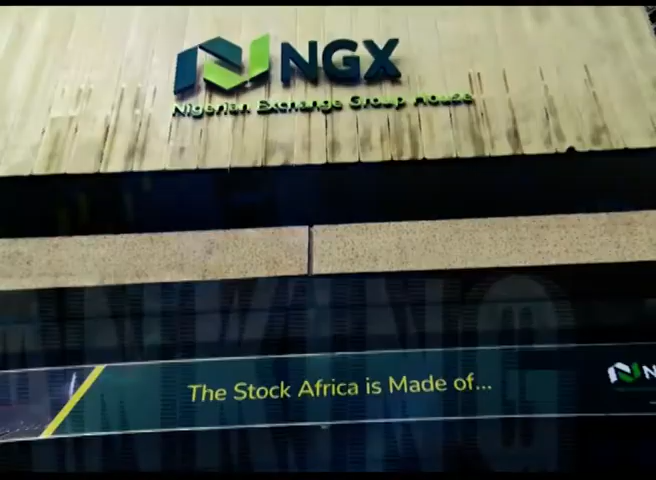 NGX
Nigerian Exchange Group House
The Stock Africa is Made of...
N